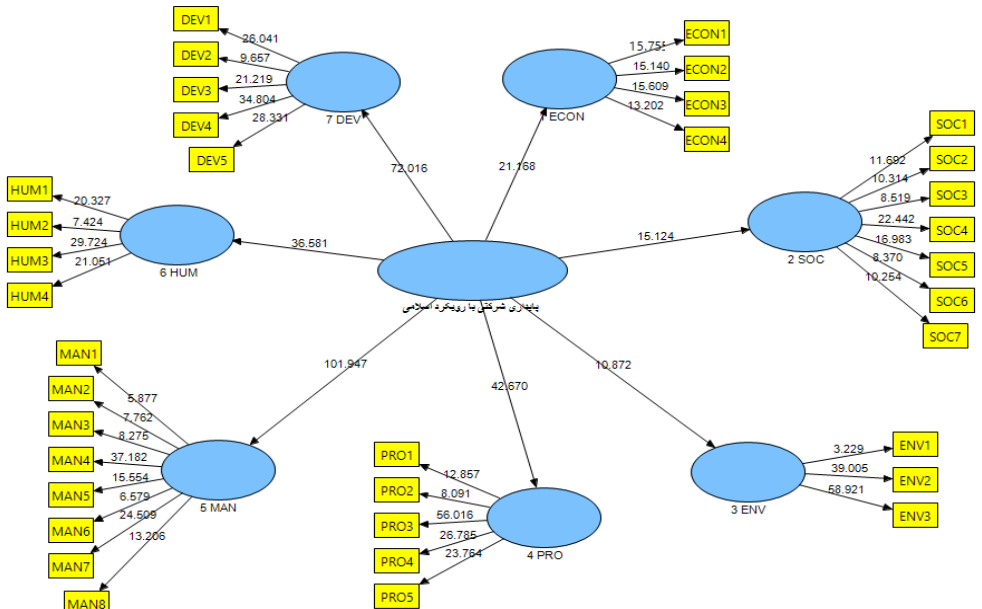 DEV1
DEV2
DEV3
DEV4
DEV5
26.041
9.657
21.219
34.804
28.331
7 DEV
ECON1
ECON2
ECON3
ECON4
15.755
15.140
15.609
13.202
1 ECON
SOC1
SOC2
SOC3
SOC4
SOC5
SOC6
SOC7
11.692
10.314
8.519
22.442
16.983
8.370
10.254
2 SOC
72.016
21.168
15.124
HUM1
HUM2
HUM3
HUM4
20.327
7.424
29.724
21.051
6 HUM
36.581
پایداری شرکتی با رویکرد اسلامی
101.947
42.670
10.872
MAN1
MAN2
MAN3
MAN4
MAN5
MAN6
MAN7
MAN8
5.877
7.762
8.275
37.182
15.554
6.579
24.509
13.206
5 MAN
PRO1
PRO2
PRO3
PRO4
PRO5
12.857
8.091
56.016
26.785
23.764
4 PRO
ENV1
ENV2
ENV3
3.229
39.005
58.921
3 ENV